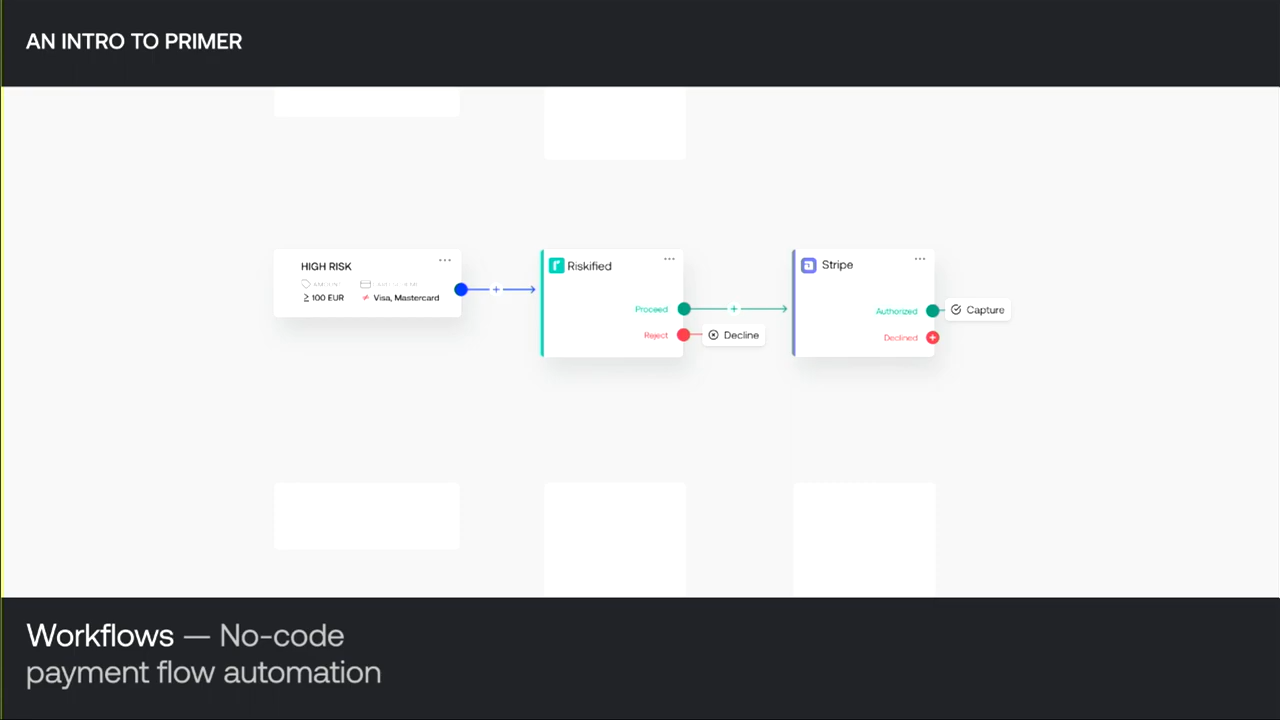 AN INTRO TO PRIMER
HIGH RISK
AMOUNT
≥ 100 EUR
Visa, Mastercard
Riskified
Proceed
Reject
Decline
Stripe
Authorized
Declined
Capture
Workflows — No-code
payment flow automation